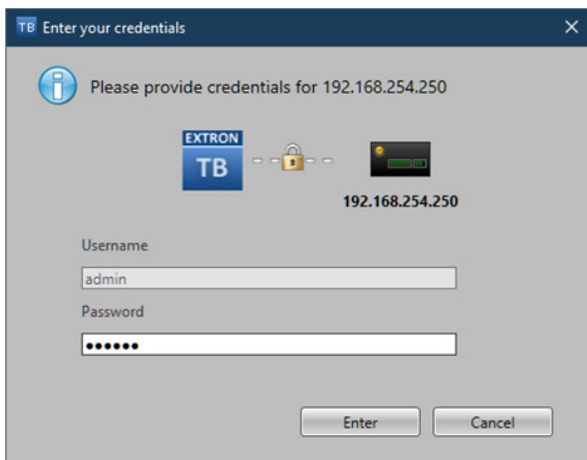 TB Enter your credentials
Please provide credentials for 192.168.254.250
EXTRON
TB
192.168.254.250
Username
admin
Password
●●●●●●
Enter Cancel